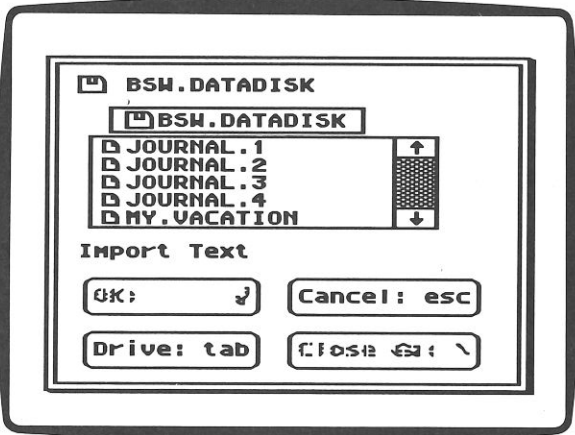 BSW.DATADISK
BSW.DATADISK
JOURNAL.1
JOURNAL.2
JOURNAL.3
JOURNAL.4
MY.VACATION
Import Text
OK:
Cancel: esc
Drive: tab
Close